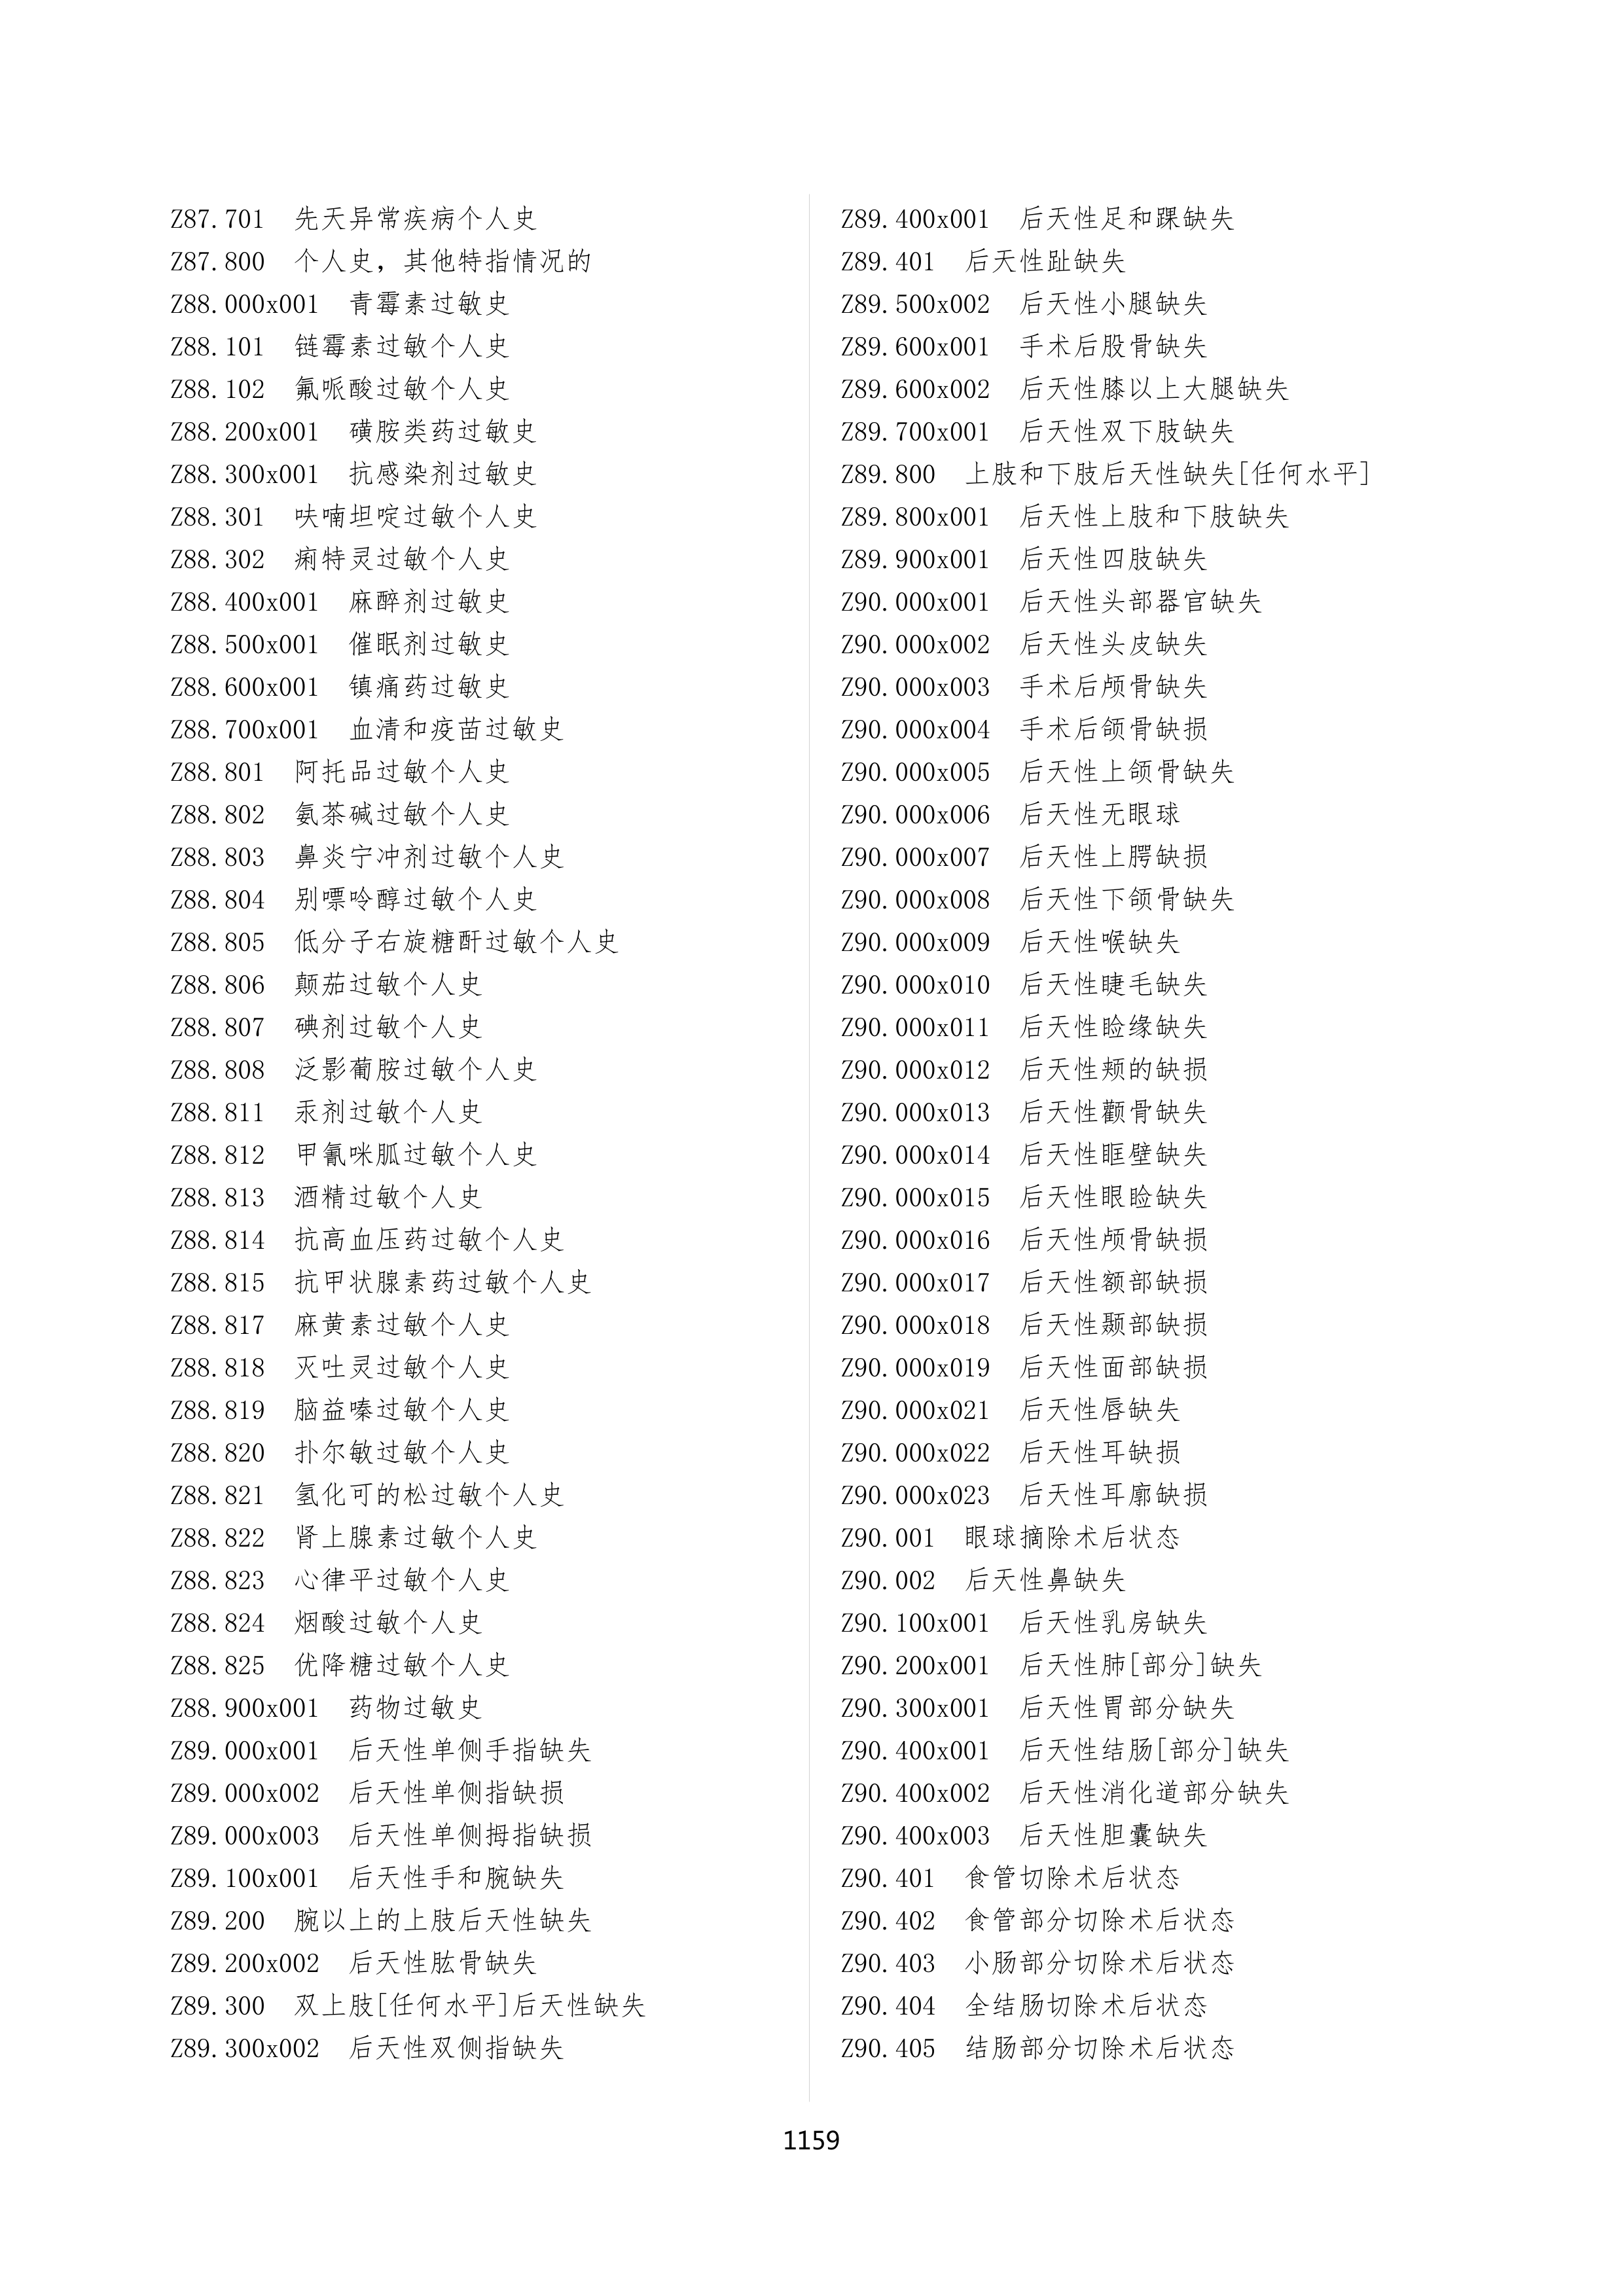 Z87.701  先天异常疾病个人史
Z87.800  个人史，其他特指情况的
Z88.000x001  青霉素过敏史
Z88.101  链霉素过敏个人史
Z88.102  氟哌酸过敏个人史
Z88.200x001  磺胺类药过敏史
Z88.300x001  抗感染剂过敏史
Z88.301  呋喃坦啶过敏个人史
Z88.302  痢特灵过敏个人史
Z88.400x001  麻醉剂过敏史
Z88.500x001  催眠剂过敏史
Z88.600x001  镇痛药过敏史
Z88.700x001  血清和疫苗过敏史
Z88.801  阿托品过敏个人史
Z88.802  氨茶碱过敏个人史
Z88.803  鼻炎宁冲剂过敏个人史
Z88.804  别嘌呤醇过敏个人史
Z88.805  低分子右旋糖酐过敏个人史
Z88.806  颠茄过敏个人史
Z88.807  碘剂过敏个人史
Z88.808  泛影葡胺过敏个人史
Z88.811  汞剂过敏个人史
Z88.812  甲氰咪胍过敏个人史
Z88.813  酒精过敏个人史
Z88.814  抗高血压药过敏个人史
Z88.815  抗甲状腺素药过敏个人史
Z88.817  麻黄素过敏个人史
Z88.818  灭吐灵过敏个人史
Z88.819  脑益嗪过敏个人史
Z88.820  扑尔敏过敏个人史
Z88.821  氢化可的松过敏个人史
Z88.822  肾上腺素过敏个人史
Z88.823  心律平过敏个人史
Z88.824  烟酸过敏个人史
Z88.825  优降糖过敏个人史
Z88.900x001  药物过敏史
Z89.000x001  后天性单侧手指缺失
Z89.000x002  后天性单侧指缺损
Z89.000x003  后天性单侧拇指缺损
Z89.100x001  后天性手和腕缺失
Z89.200  腕以上的上肢后天性缺失
Z89.200x002  后天性肱骨缺失
Z89.300  双上肢[任何水平]后天性缺失
Z89.300x002  后天性双侧指缺失
Z89.400x001  后天性足和踝缺失
Z89.401  后天性趾缺失
Z89.500x002  后天性小腿缺失
Z89.600x001  手术后股骨缺失
Z89.600x002  后天性膝以上大腿缺失
Z89.700x001  后天性双下肢缺失
Z89.800  上肢和下肢后天性缺失[任何水平]
Z89.800x001  后天性上肢和下肢缺失
Z89.900x001  后天性四肢缺失
Z90.000x001  后天性头部器官缺失
Z90.000x002  后天性头皮缺失
Z90.000x003  手术后颅骨缺失
Z90.000x004  手术后颌骨缺损
Z90.000x005  后天性上颌骨缺失
Z90.000x006  后天性无眼球
Z90.000x007  后天性上腭缺损
Z90.000x008  后天性下颌骨缺失
Z90.000x009  后天性喉缺失
Z90.000x010  后天性睫毛缺失
Z90.000x011  后天性睑缘缺失
Z90.000x012  后天性颊的缺损
Z90.000x013  后天性颧骨缺失
Z90.000x014  后天性眶壁缺失
Z90.000x015  后天性眼睑缺失
Z90.000x016  后天性颅骨缺损
Z90.000x017  后天性额部缺损
Z90.000x018  后天性颞部缺损
Z90.000x019  后天性面部缺损
Z90.000x021  后天性唇缺失
Z90.000x022  后天性耳缺损
Z90.000x023  后天性耳廓缺损
Z90.001  眼球摘除术后状态
Z90.002  后天性鼻缺失
Z90.100x001  后天性乳房缺失
Z90.200x001  后天性肺[部分]缺失
Z90.300x001  后天性胃部分缺失
Z90.400x001  后天性结肠[部分]缺失
Z90.400x002  后天性消化道部分缺失
Z90.400x003  后天性胆囊缺失
Z90.401  食管切除术后状态
Z90.402  食管部分切除术后状态
Z90.403  小肠部分切除术后状态
Z90.404  全结肠切除术后状态
Z90.405  结肠部分切除术后状态
1159